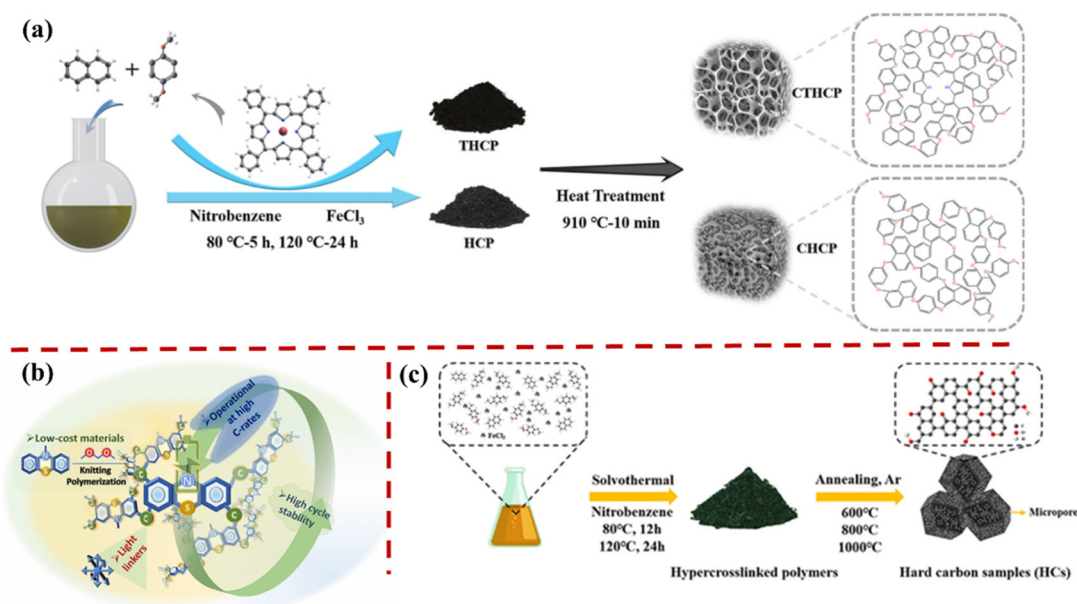 (a)
+
THCP
Nitrobenzene FeCl₃
80 ℃-5 h, 120 ℃-24 h
HCP
Heat Treatment
910 ℃-10 min
CTHCP
CHCP
(b)
➢Low-cost materials
Knitting
Polymerization
➢Operational
at high
C-rates
N
S
C
C
C
➢High cycle
stability
➢Light
linkers
(c)
Solvothermal
Nitrobenzene
80℃, 12h
120℃, 24h
Hypercrosslinked polymers
Annealing, Ar
600℃
800℃
1000℃
Micropore
Hard carbon samples (HCs)